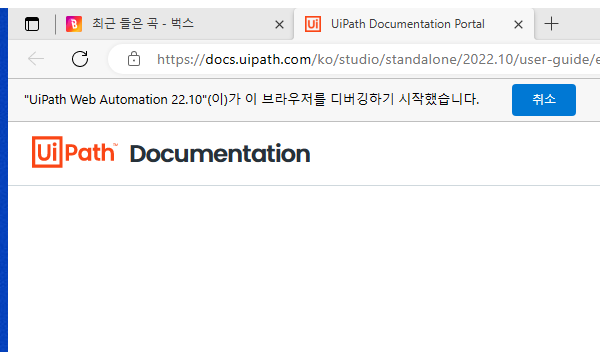 최근 들은 곡 - 벅스
UiPath Documentation Portal
https://docs.uipath.com/ko/studio/standalone/2022.10/user-guide/e
"UiPath Web Automation 22.10"(이)가 이 브라우저를 디버깅하기 시작했습니다.
취소
UiPath™ Documentation